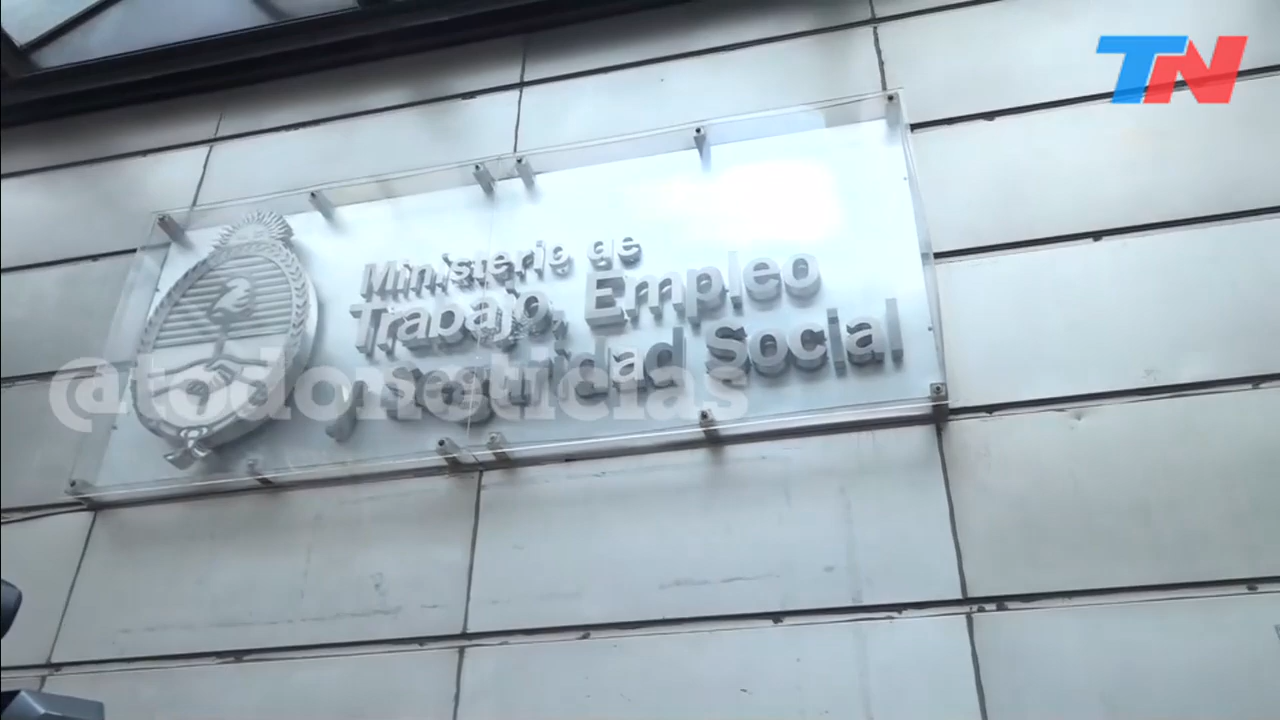 TN
Ministerio de
Trabajo, Empleo
y Seguridad Social
@todonoticias